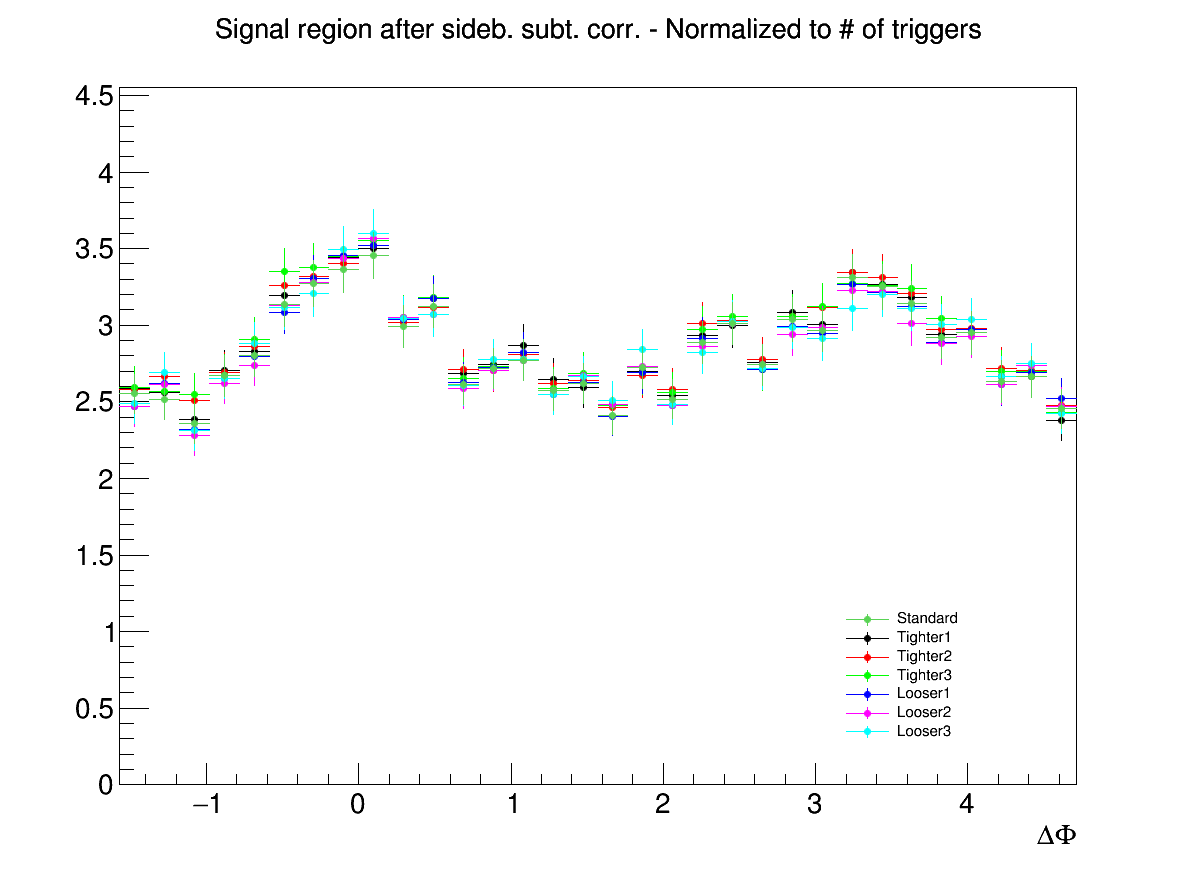 Signal region after sideb. subt. corr. - Normalized to # of triggers
4.5
4
3.5
3
2.5
2
1.5
1
0.5
0
−1
0
1
2
3
4
ΔΦ
Standard
Tighter1
Tighter2
Tighter3
Looser1
Looser2
Looser3